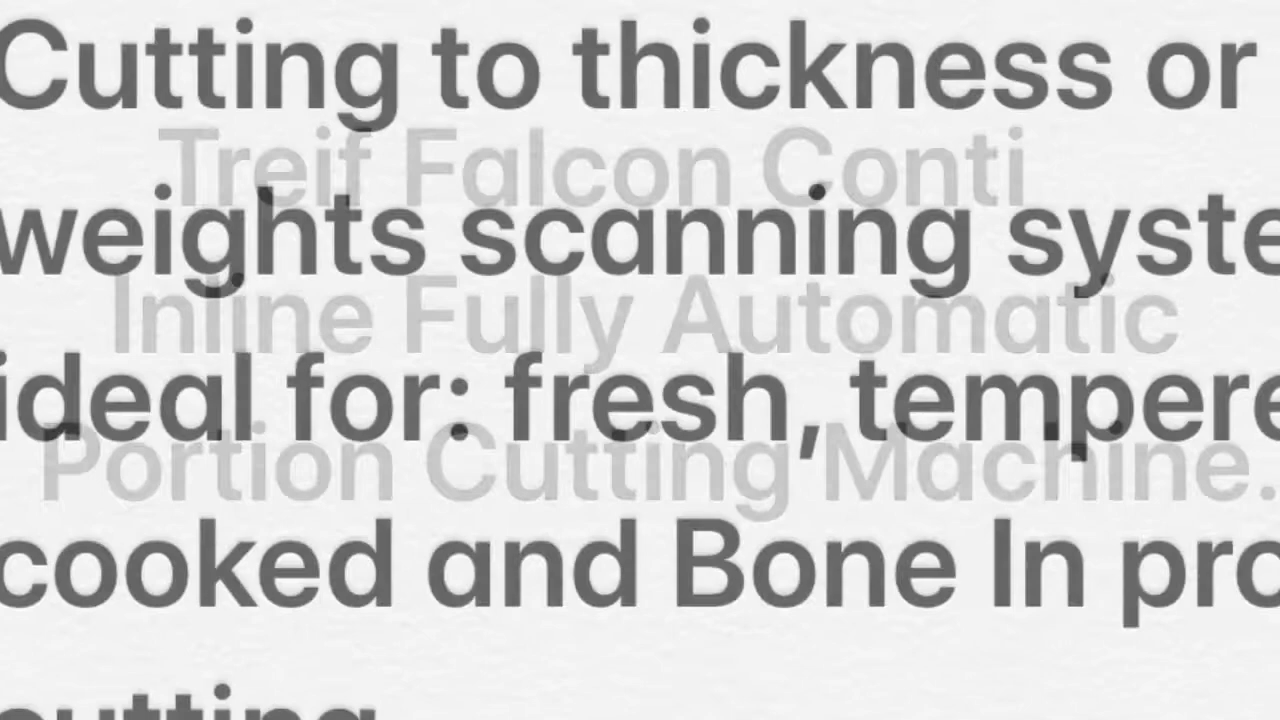 Cutting to thickness or
Treif Falcon Conti
weights scanning syste
Inline Fully Automatic
ideal for: fresh, tempere
Portion Cutting Machine.
cooked and Bone In pro
cutting